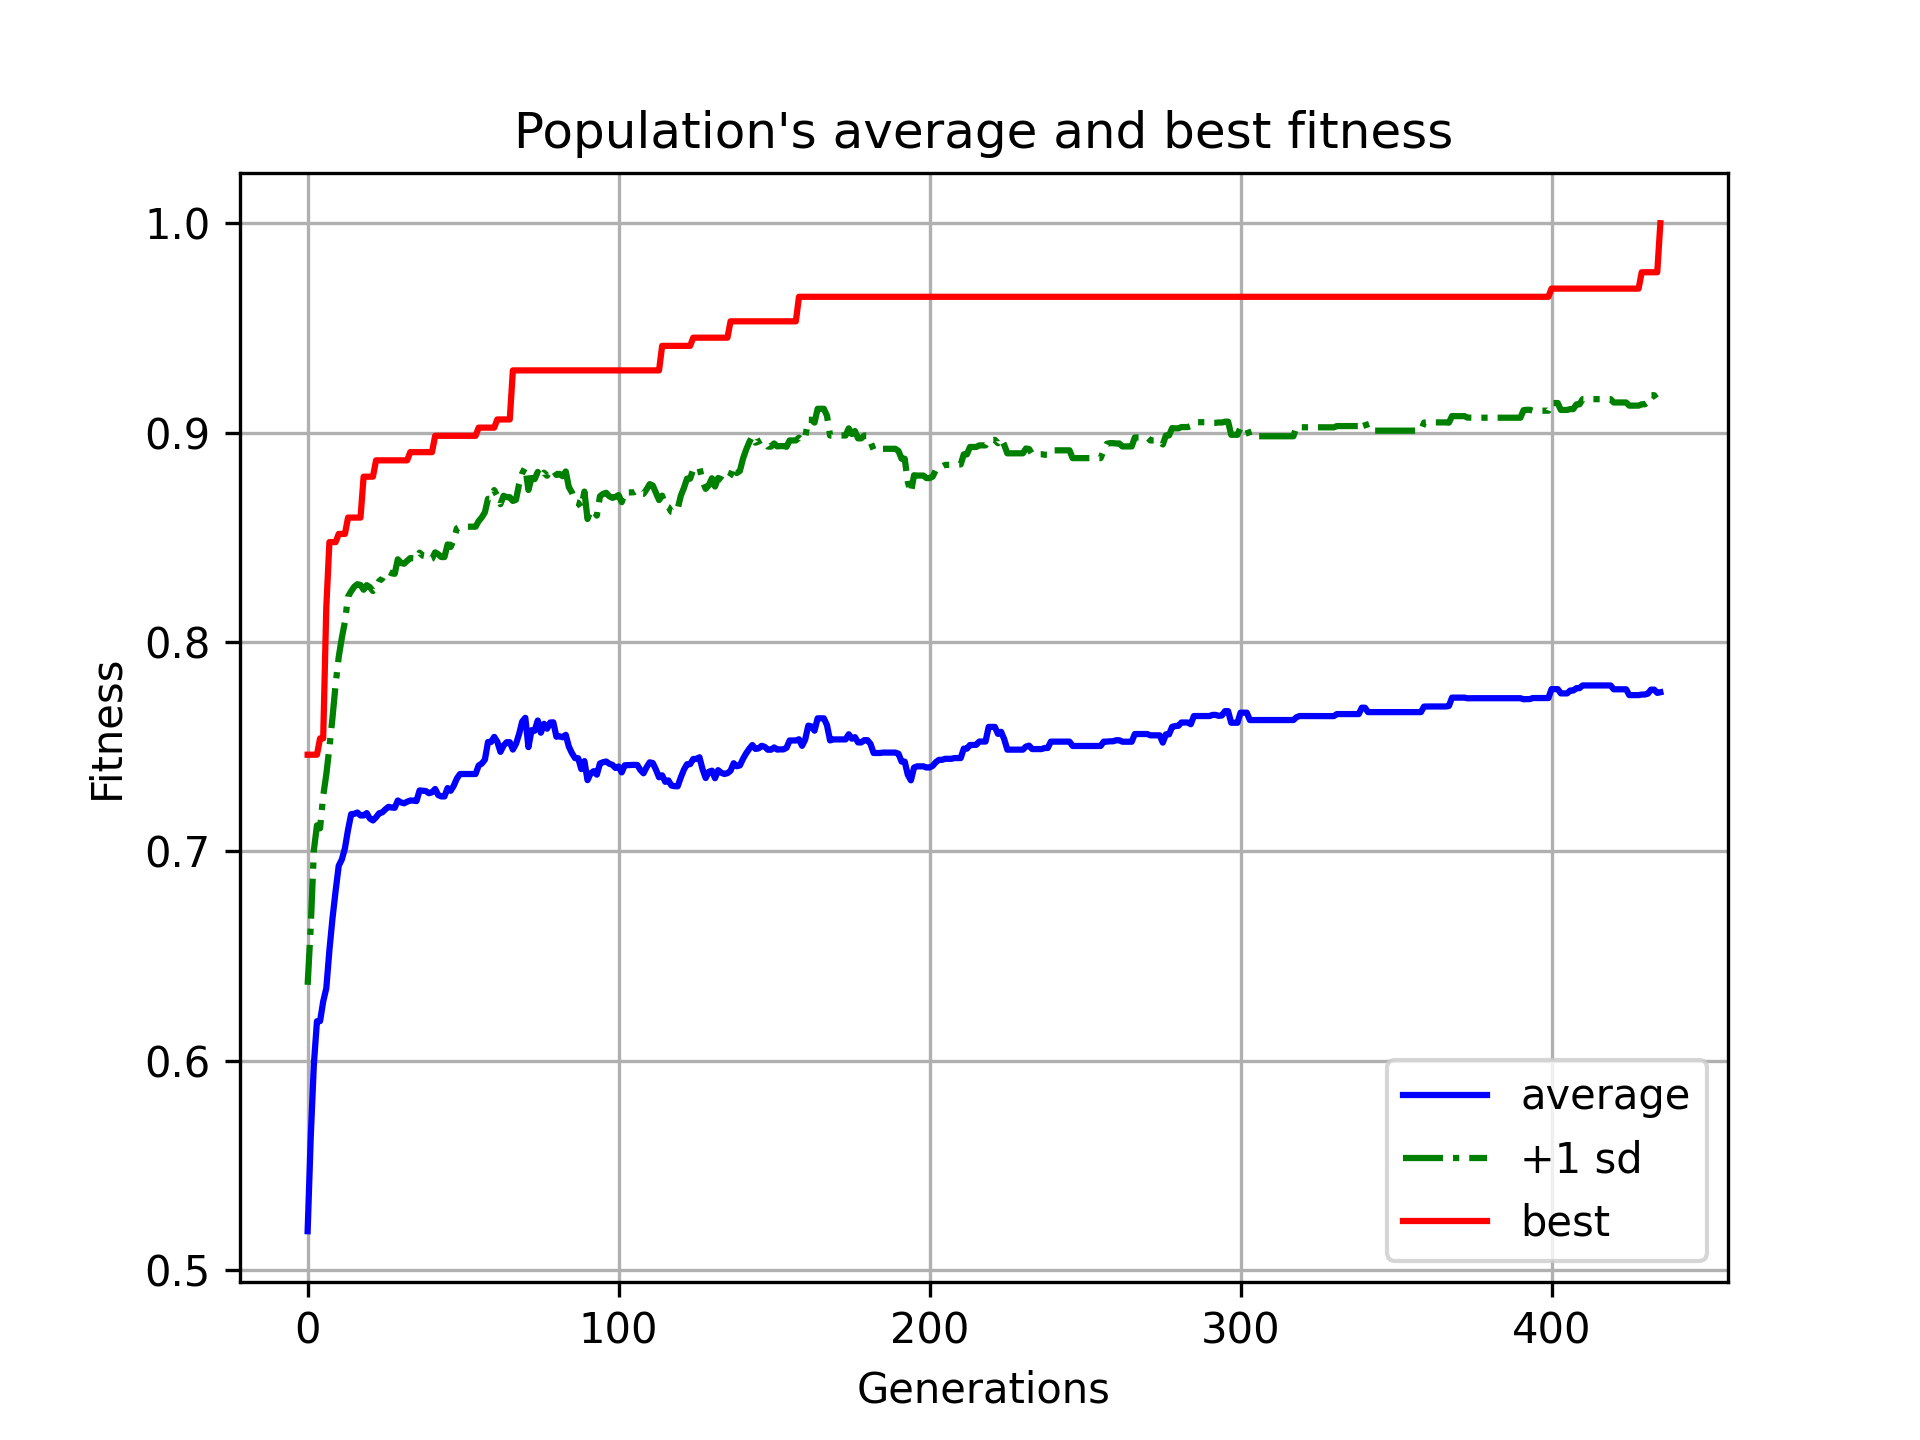 Population's average and best fitness
1.0
0.9
0.8
0.7
0.6
0.5
Fitness
0 100 200 300 400
Generations
average
+1 sd
best